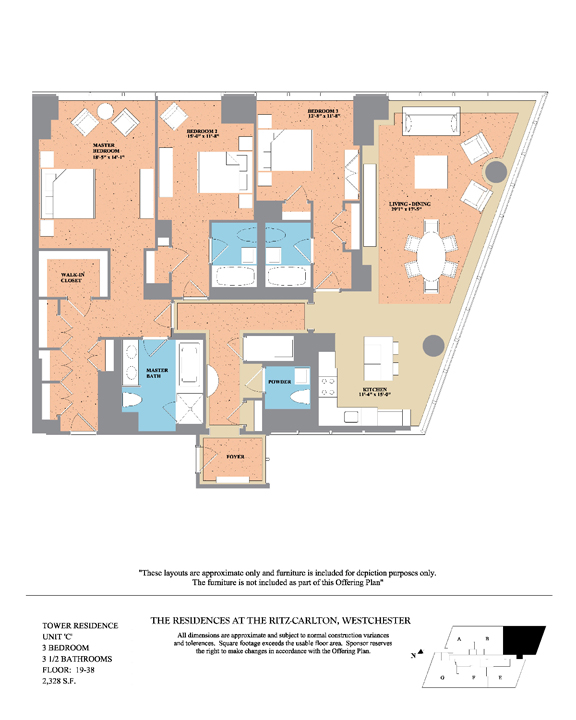 MASTER
BEDROOM
18'-5" x 14'-1"
BEDROOM 2
15'-0" x 11'-8"
BEDROOM 3
12'-9" x 11'-8"
LIVING - DINING
29'1" x 17'-5"
WALK-IN
CLOSET
MASTER
BATH
POWDER
KITCHEN
11'-4" x 15'-0"
FOYER
"These layouts are approximate only and furniture is included for depiction purposes only.
The furniture is not included as part of this Offering Plan"
TOWER RESIDENCE
UNIT 'C'
3 BEDROOM
3 1/2 BATHROOMS
FLOOR: 19-38
2,328 S.F.
THE RESIDENCES AT THE RITZ-CARLTON, WESTCHESTER
All dimensions are approximate and subject to normal construction variances
and tolerences. Square footage exceeds the usable floor area. Sponsor reserves
the right to make changes in accordance with the Offering Plan.
N
A B
F E